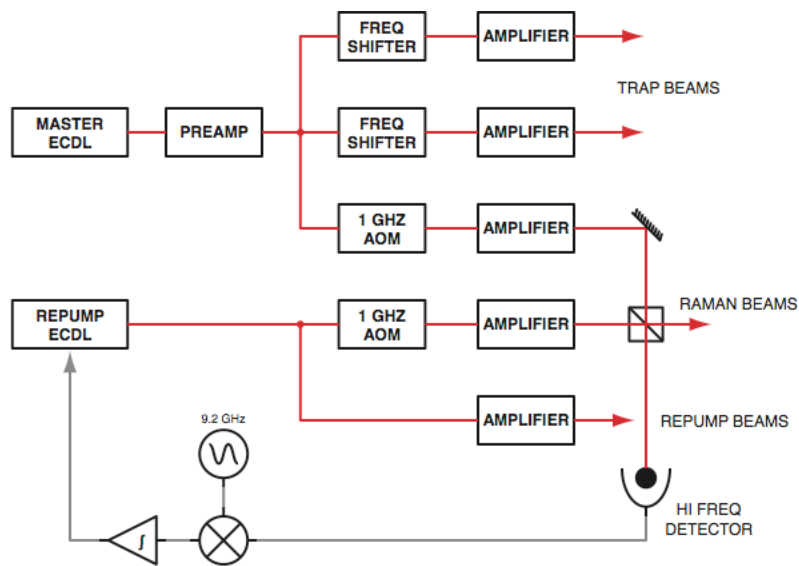 FREQ
SHIFTER
AMPLIFIER
TRAP BEAMS
MASTER
ECDL
PREAMP
FREQ
SHIFTER
AMPLIFIER
1 GHZ
AOM
AMPLIFIER
RAMAN BEAMS
REPUMP
ECDL
1 GHZ
AOM
AMPLIFIER
9.2 GHz
AMPLIFIER
REPUMP BEAMS
HI FREQ
DETECTOR
∫